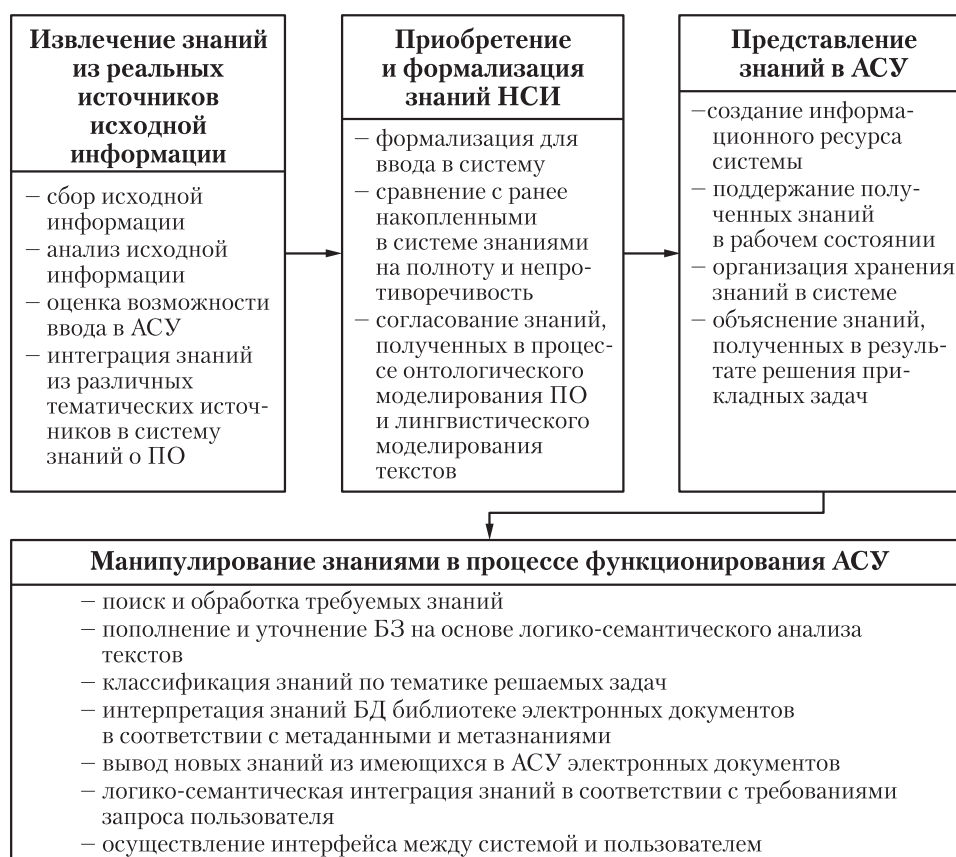 Извлечение знаний
из реальных
источников
исходной
информации
– сбор исходной
информации
– анализ исходной
информации
– оценка возможности
ввода в АСУ
– интеграция знаний
из различных
тематических источ-
ников в систему
знаний о ПО
Приобретение
и формализация
знаний НСИ
– формализация для
ввода в систему
– сравнение с ранее
накопленными
в системе знаниями
на полноту и непро-
тиворечивость
– согласование знаний,
полученных в процес-
се онтологического
моделирования ПО
и лингвистического
моделирования
текстов
Представление
знаний в АСУ
–создание информа-
ционного ресурса
системы
– поддержание полу-
ченных знаний
в рабочем состоянии
– организация хранения
знаний в системе
– объяснение знаний,
полученных в резуль-
тате решения при-
кладных задач
Манипулирование знаниями в процессе функционирования АСУ
– поиск и обработка требуемых знаний
– пополнение и уточнение БЗ на основе логико-семантического анализа
текстов
– классификация знаний по тематике решаемых задач
– интерпретация знаний БД библиотеке электронных документов
в соответствии с метаданными и метазнаниями
– вывод новых знаний из имеющихся в АСУ электронных документов
– логико-семантическая интеграция знаний в соответствии с требованиями
запроса пользователя
– осуществление интерфейса между системой и пользователем